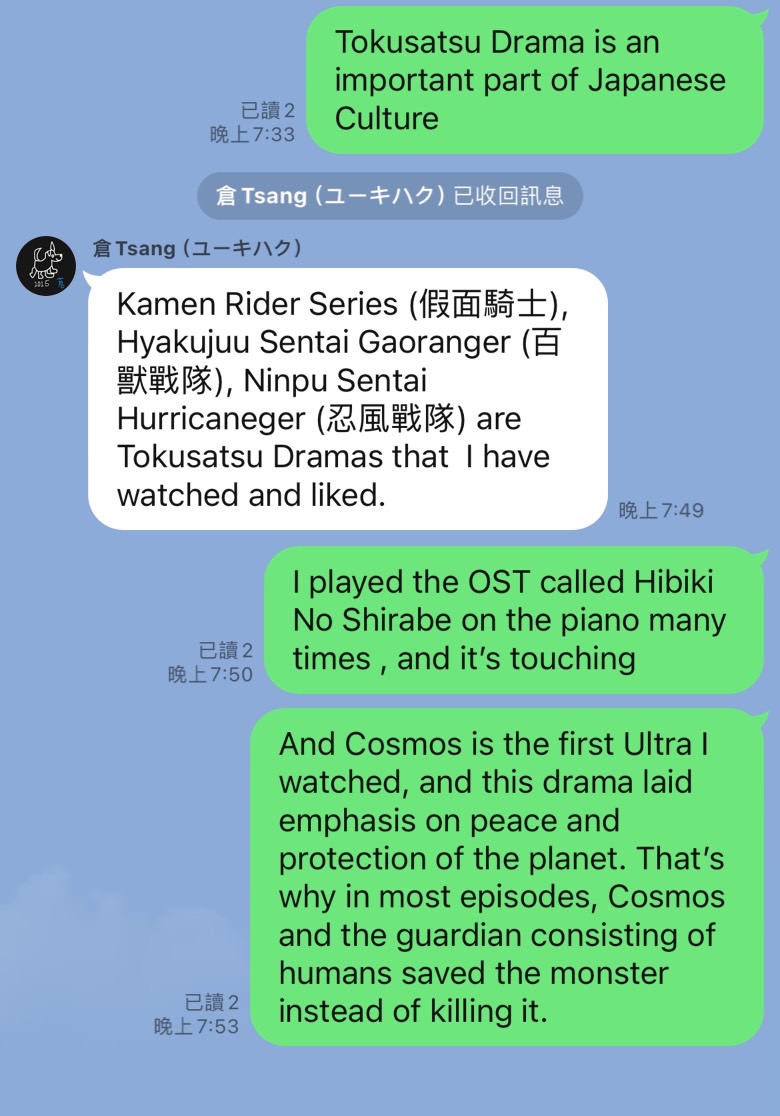 Tokusatsu Drama is an
important part of Japanese
Culture
已讀 2
晚上 7:33
倉 Tsang (ユーキハク) 已收回訊息
倉 Tsang (ユーキハク)
Kamen Rider Series (假面騎士),
Hyakujuu Sentai Gaoranger (百
獸戰隊), Ninpu Sentai
Hurricaneger (忍風戰隊) are
Tokusatsu Dramas that  I have
watched and liked.
晚上 7:49
I played the OST called Hibiki
No Shirabe on the piano many
times , and it's touching
已讀 2
晚上 7:50
And Cosmos is the first Ultra I
watched, and this drama laid
emphasis on peace and
protection of the planet. That's
why in most episodes, Cosmos
and the guardian consisting of
humans saved the monster
instead of killing it.
已讀 2
晚上 7:53